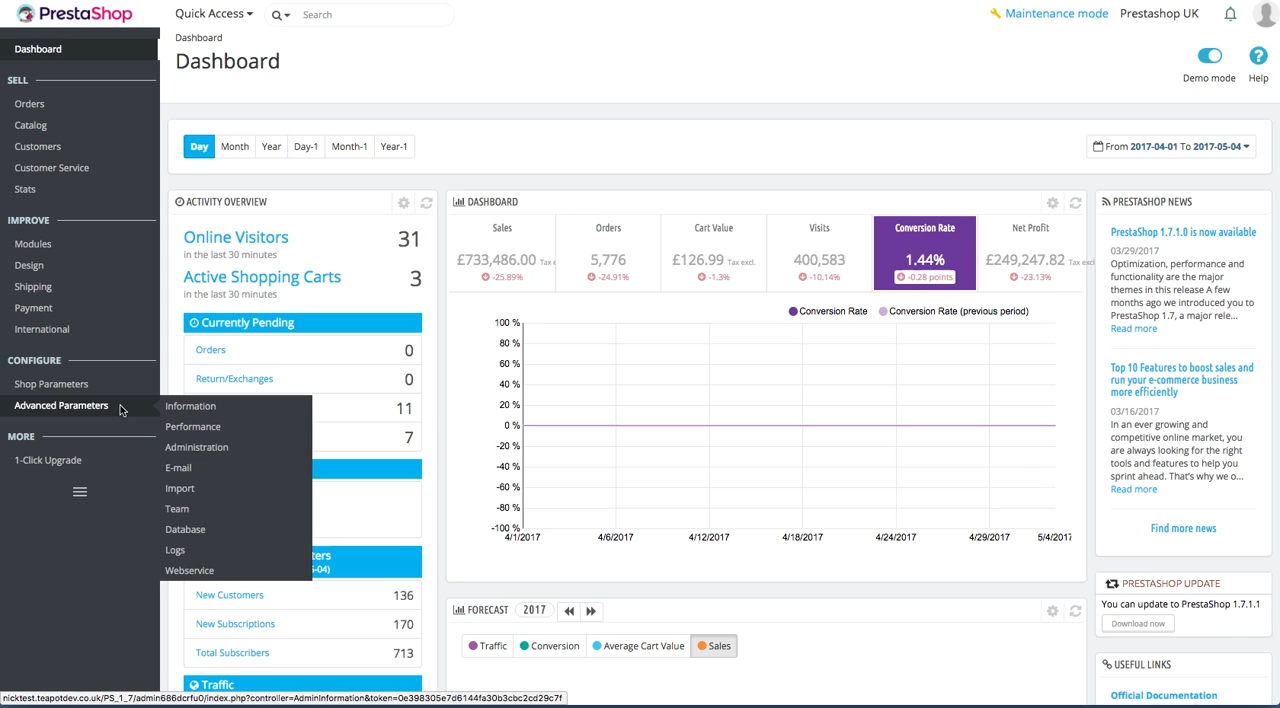 PrestaShop
Quick Access
Search
Maintenance mode
Prestashop UK
Dashboard
Dashboard
Demo mode
Help
Dashboard
SELL
Orders
Catalog
Customers
Customer Service
Stats
IMPROVE
Modules
Design
Shipping
Payment
International
CONFIGURE
Shop Parameters
Advanced Parameters
MORE
1-Click Upgrade
Information
Performance
Administration
E-mail
Import
Team
Database
Logs
Webservice
Day Month Year Day-1 Month-1 Year-1
From 2017-04-01 To 2017-05-04
ACTIVITY OVERVIEW
Online Visitors 31
in the last 30 minutes
Active Shopping Carts 3
in the last 30 minutes
Currently Pending
Orders 0
Return/Exchanges 0
11
7
ters
-04)
New Customers 136
New Subscriptions 170
Total Subscribers 713
Traffic
DASHBOARD
Sales Orders Cart Value Visits Conversion Rate Net Profit
£733,486.00 Tax e 5,776 £126.99 Tax excl. 400,583 1.44% £249,247.82 Tax excl
-25.89% -24.91% -1.3% -10.14% -0.28 points -23.13%
Conversion Rate Conversion Rate (previous period)
100 %
80 %
60 %
40 %
20 %
0 %
-20 %
-40 %
-60 %
-80 %
-100 %
4/1/2017 4/6/2017 4/12/2017 4/18/2017 4/24/2017 4/29/2017 5/4/2017
FORECAST 2017
Traffic Conversion Average Cart Value Sales
PRESTASHOP NEWS
PrestaShop 1.7.1.0 is now available
03/29/2017
Optimization, performance and
functionality are the major
themes in this release A few
months ago we introduced you to
PrestaShop 1.7, a major rele...
Read more
Top 10 Features to boost sales and
run your e-commerce business
more efficiently
03/16/2017
In an ever growing and
competitive online market, you
are always looking for the right
tools and features to help you
sprint ahead. That's why we o...
Read more
Find more news
PRESTASHOP UPDATE
You can update to PrestaShop 1.7.1.1
Download now
USEFUL LINKS
Official Documentation
nicktest.teapotdev.co.uk/PS_1_7/admin686dcrfu0/index.php?controller=AdminInformation&token=0e398305e7d6144fa30b3cbc2cd29c7f